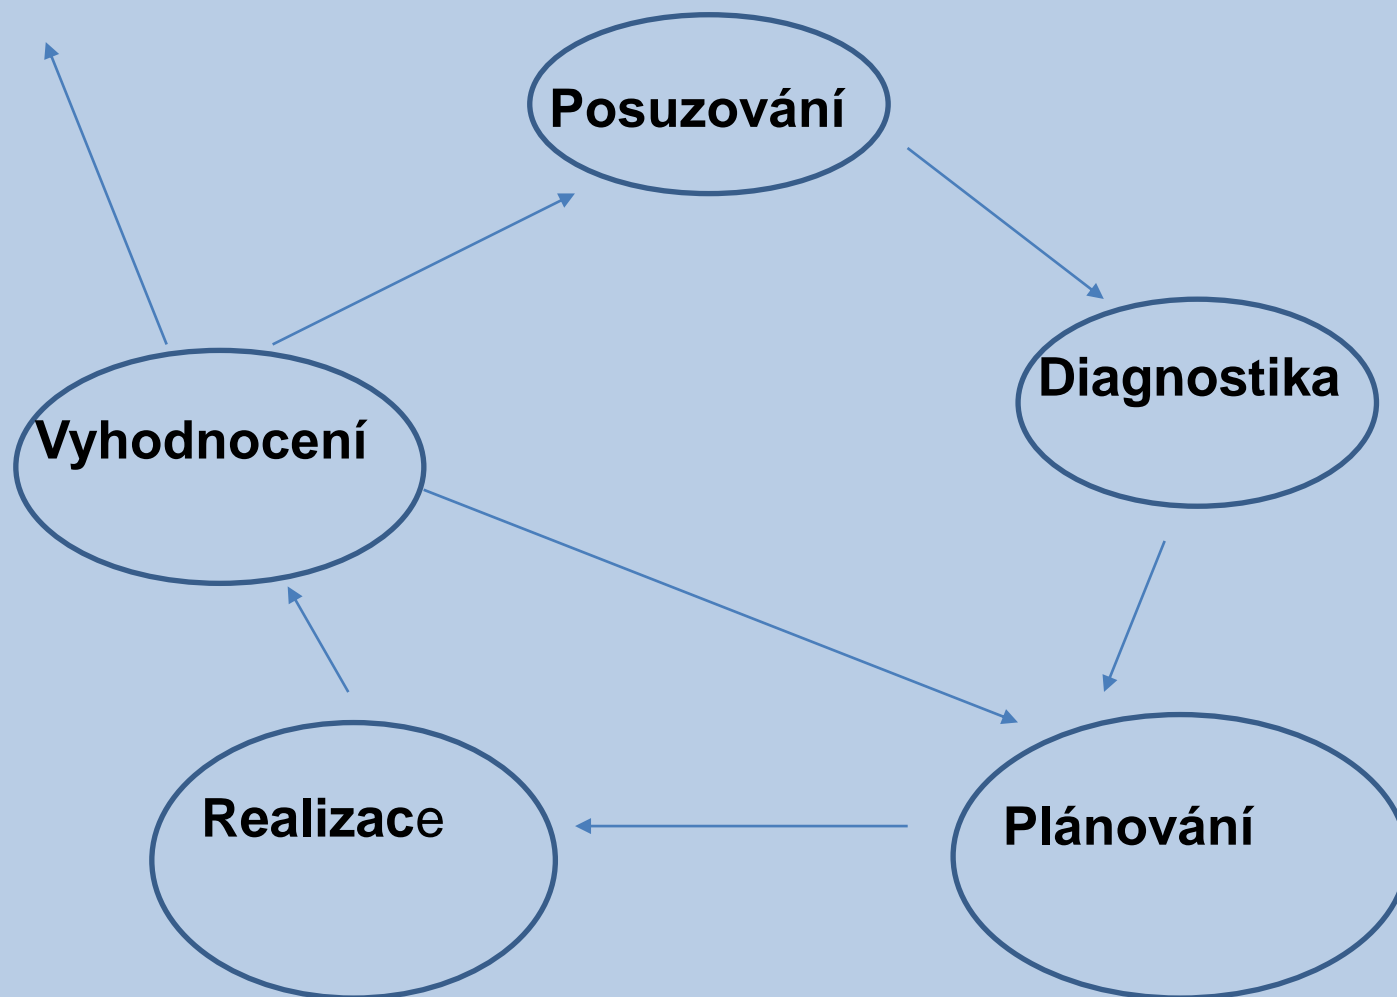 Posuzování
Diagnostika
Vyhodnocení
Realizace
Plánování